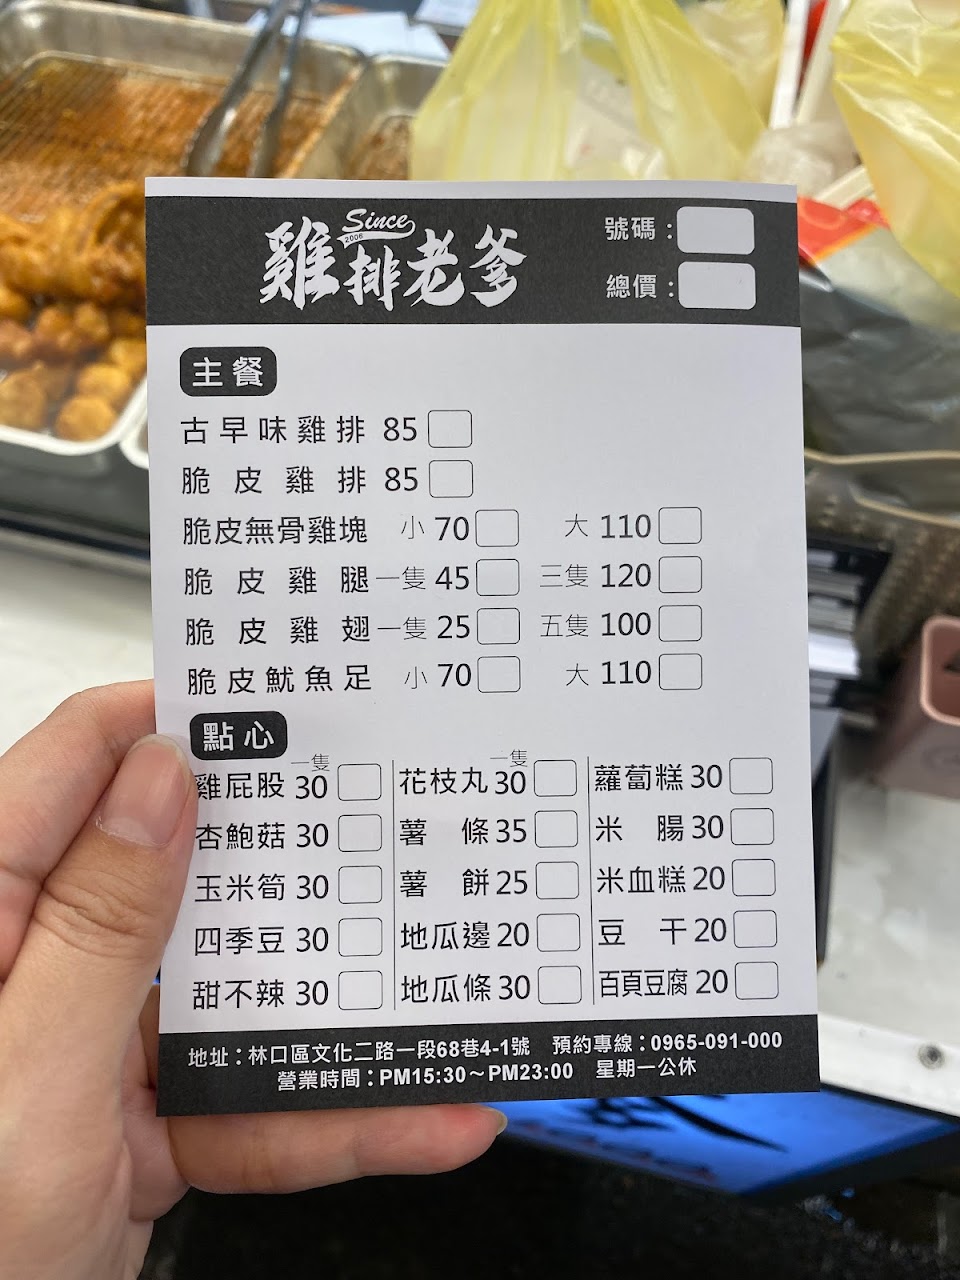 雞排老爹
Since
2006
號碼：
總價：
主餐
古早味雞排 85
脆皮雞排 85
脆皮無骨雞塊 小 70 大 110
脆皮雞腿 一隻 45 三隻 120
脆皮雞翅 一隻 25 五隻 100
脆皮魷魚足 小 70 大 110
點心
雞屁股 一隻 30 花枝丸 一隻 30 蘿蔔糕 30
杏鮑菇 30 薯條 35 米腸 30
玉米筍 30 薯餅 25 米血糕 20
四季豆 30 地瓜邊 20 豆干 20
甜不辣 30 地瓜條 30 百頁豆腐 20
地址：林口區文化二路一段68巷4-1號 預約專線：0965-091-000
營業時間：PM15:30～PM23:00 星期一公休